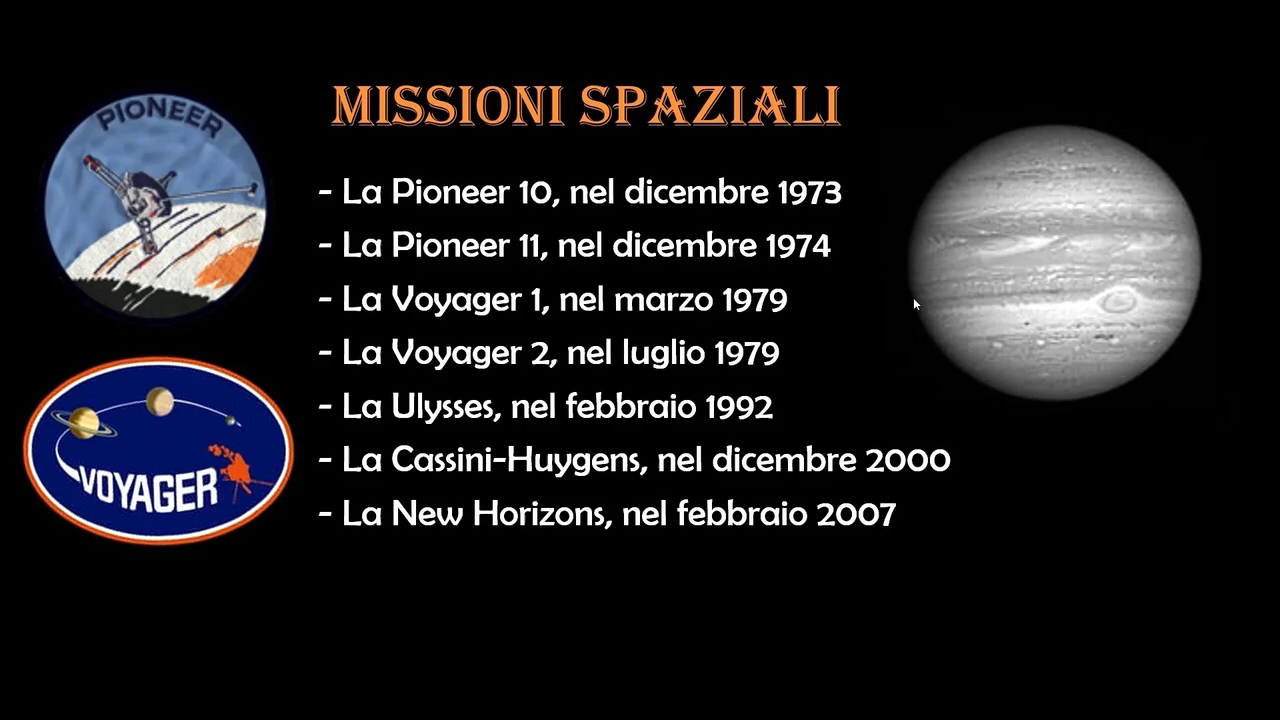 PIONEER
MISSIONI SPAZIALI
- La Pioneer 10, nel dicembre 1973
- La Pioneer 11, nel dicembre 1974
- La Voyager 1, nel marzo 1979
- La Voyager 2, nel luglio 1979
- La Ulysses, nel febbraio 1992
- La Cassini-Huygens, nel dicembre 2000
- La New Horizons, nel febbraio 2007
VOYAGER